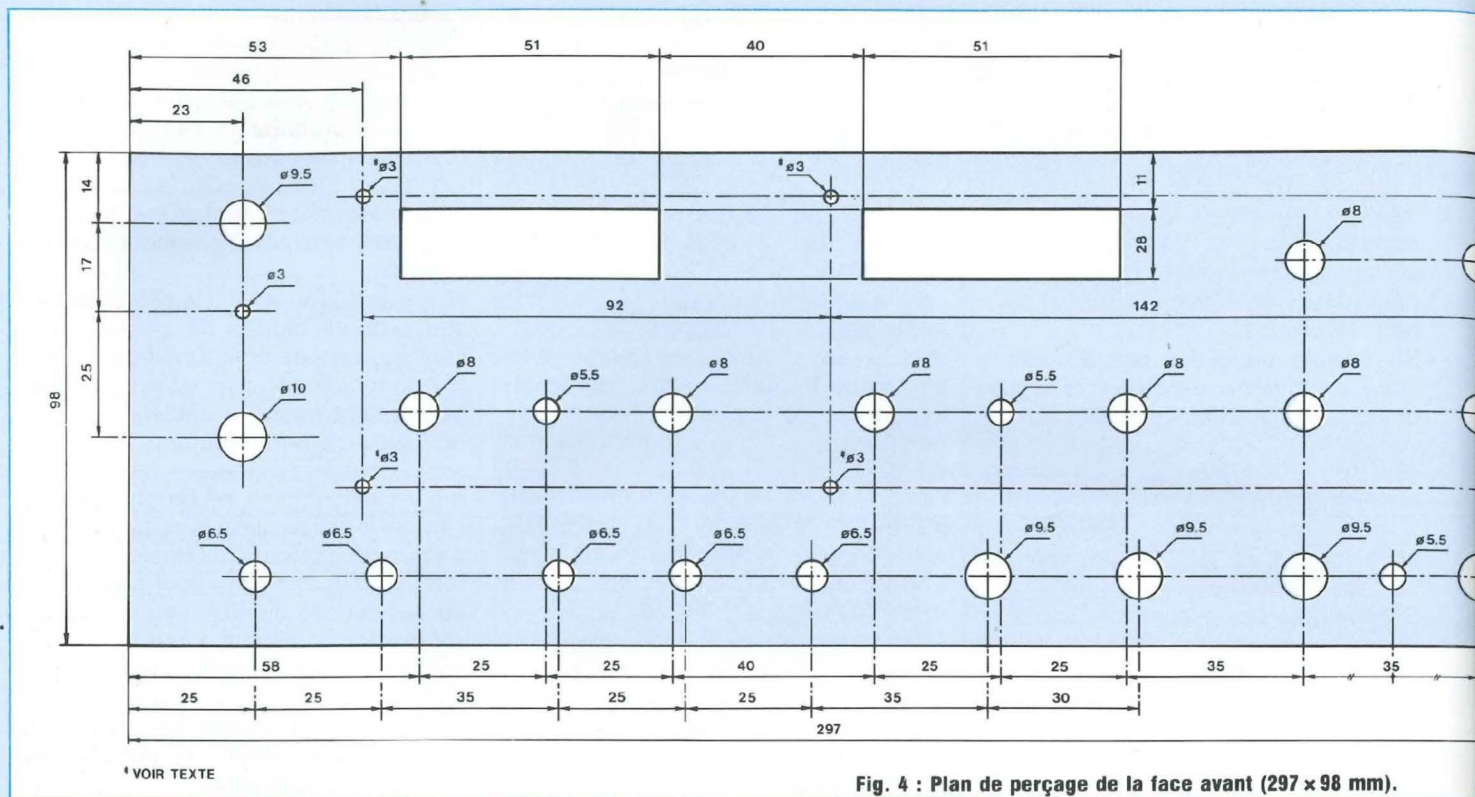 53 51 40 51
46
23
14
17
25
98
ø9.5
*ø3
*ø3
11
28
ø8
ø3
92
142
ø10
ø8
ø5.5
ø8
ø8
ø5.5
ø8
ø8
*ø3
*ø3
ø6.5
ø6.5
ø6.5
ø6.5
ø6.5
ø9.5
ø9.5
ø9.5
ø5.5
58 25 25 40 25 25 35 35
25 25 35 25 25 35 30
297
* VOIR TEXTE
Fig. 4 : Plan de perçage de la face avant (297 × 98 mm).